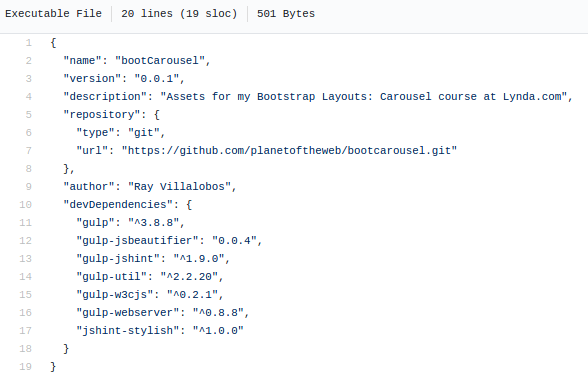 Executable File | 20 lines (19 sloc) | 501 Bytes
1 {
2   "name": "bootCarousel",
3   "version": "0.0.1",
4   "description": "Assets for my Bootstrap Layouts: Carousel course at Lynda.com",
5   "repository": {
6     "type": "git",
7     "url": "https://github.com/planetoftheweb/bootcarousel.git"
8   },
9   "author": "Ray Villalobos",
10   "devDependencies": {
11     "gulp": "^3.8.8",
12     "gulp-jsbeautifier": "0.0.4",
13     "gulp-jshint": "^1.9.0",
14     "gulp-util": "^2.2.20",
15     "gulp-w3cjs": "^0.2.1",
16     "gulp-webserver": "^0.8.8",
17     "jshint-stylish": "^1.0.0"
18   }
19 }